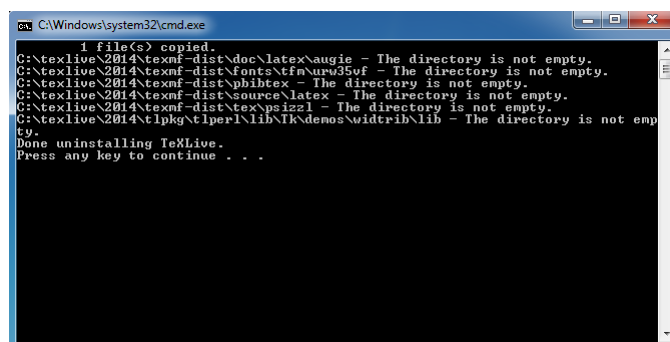 C:\Windows\system32\cmd.exe
1 file(s) copied.
C:\texlive\2014\texmf-dist\doc\latex\augie - The directory is not empty.
C:\texlive\2014\texmf-dist\fonts\tfm\urw35vf - The directory is not empty.
C:\texlive\2014\texmf-dist\pbibtex - The directory is not empty.
C:\texlive\2014\texmf-dist\source\latex - The directory is not empty.
C:\texlive\2014\texmf-dist\tex\psizzl - The directory is not empty.
C:\texlive\2014\tlpkg\tlperl\lib\Tk\demos\widtrib\lib - The directory is not emp
ty.
Done uninstalling TeXLive.
Press any key to continue . . .